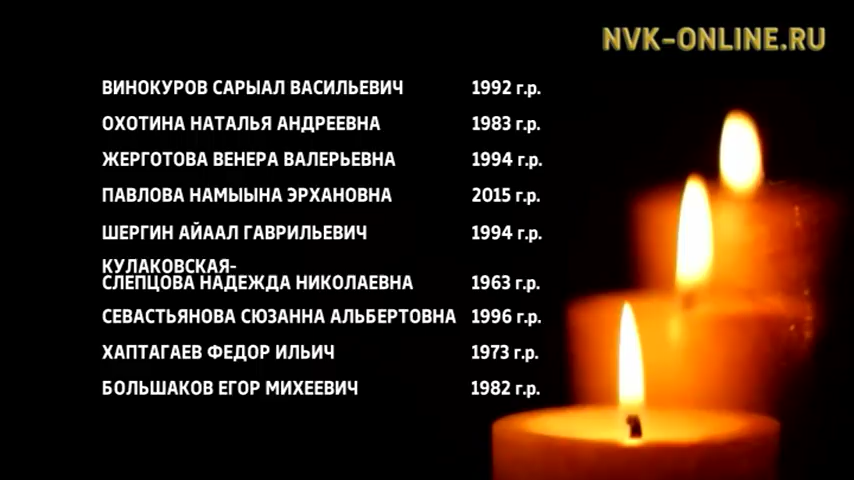 NVK-ONLINE.RU
ВИНОКУРОВ САРЫАЛ ВАСИЛЬЕВИЧ 1992 г.р.
ОХОТИНА НАТАЛЬЯ АНДРЕЕВНА 1983 г.р.
ЖЕРГОТОВА ВЕНЕРА ВАЛЕРЬЕВНА 1994 г.р.
ПАВЛОВА НАМЫЫНА ЭРХАНОВНА 2015 г.р.
ШЕРГИН АЙААЛ ГАВРИЛЬЕВИЧ 1994 г.р.
КУЛАКОВСКАЯ-
СЛЕПЦОВА НАДЕЖДА НИКОЛАЕВНА 1963 г.р.
СЕВАСТЬЯНОВА СЮЗАННА АЛЬБЕРТОВНА 1996 г.р.
ХАПТАГАЕВ ФЕДОР ИЛЬИЧ 1973 г.р.
БОЛЬШАКОВ ЕГОР МИХЕЕВИЧ 1982 г.р.